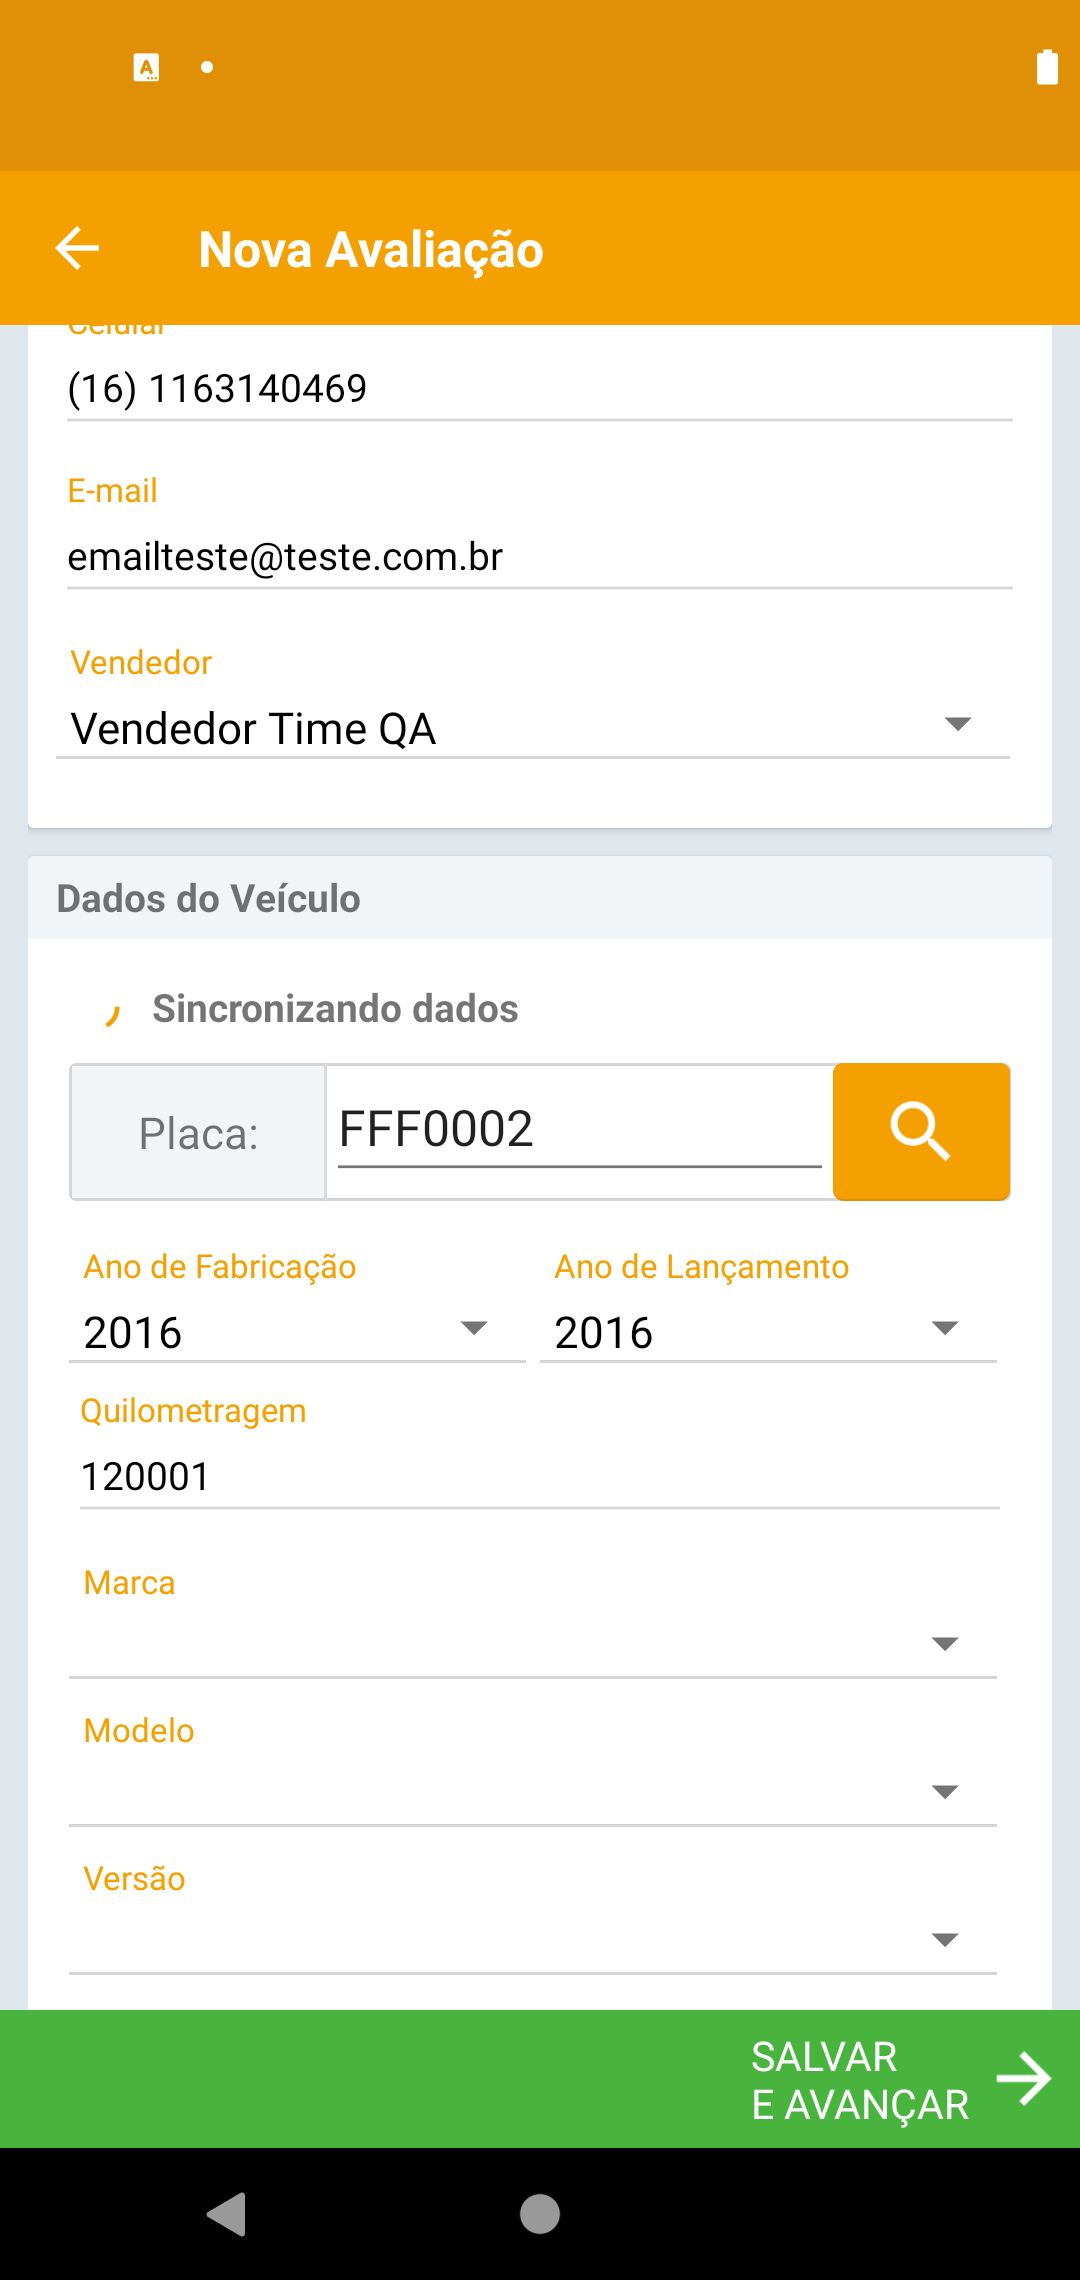 Nova Avaliação
Celular
(16) 1163140469
E-mail
emailteste@teste.com.br
Vendedor
Vendedor Time QA
Dados do Veículo
Sincronizando dados
Placa:
FFF0002
Ano de Fabricação
Ano de Lançamento
2016
2016
Quilometragem
120001
Marca
Modelo
Versão
SALVAR
E AVANÇAR